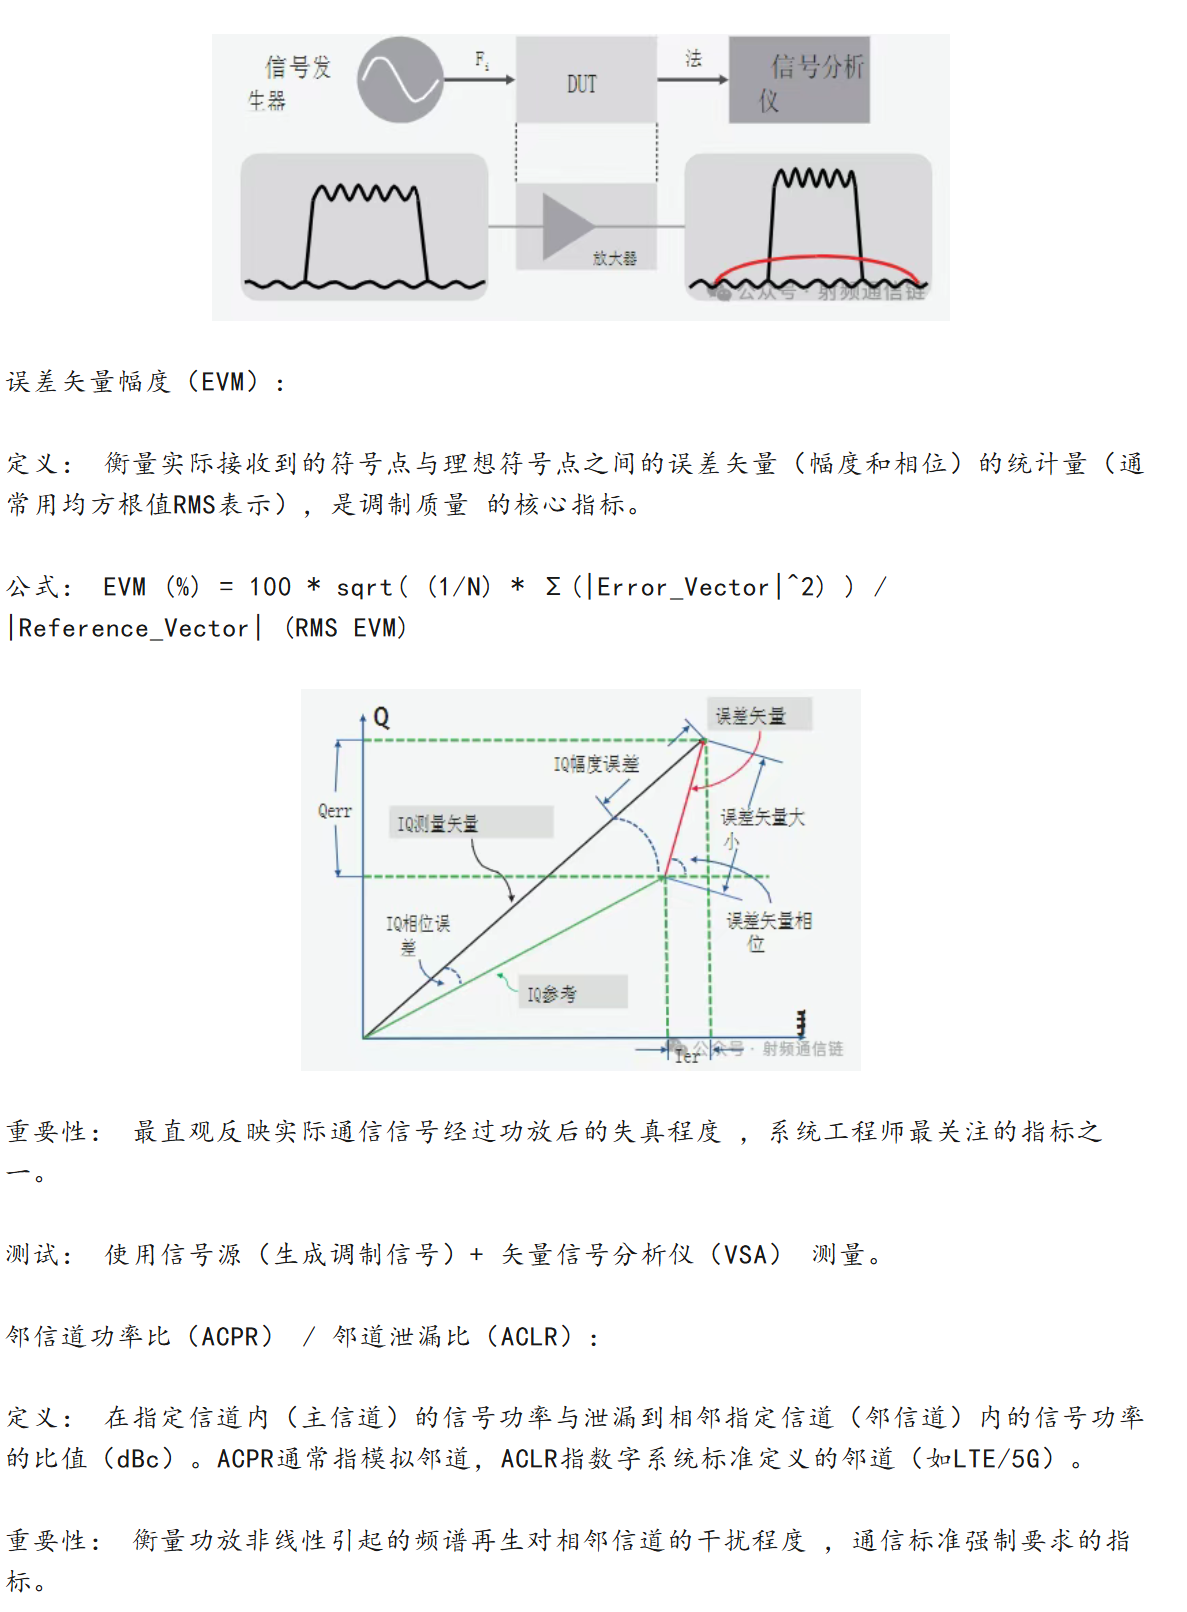 信号发
生器
Fi
DUT
法
信号分析
仪
放大器
公众号·射频通信链
误差矢量幅度（EVM）：
定义： 衡量实际接收到的符号点与理想符号点之间的误差矢量（幅度和相位）的统计量（通
常用均方根值RMS表示），是调制质量 的核心指标。
公式： EVM (%) = 100 * sqrt( (1/N) * Σ(|Error_Vector|^2) ) /
|Reference_Vector| (RMS EVM)
Q
误差矢量
IQ幅度误差
Qerr
IQ测量矢量
误差矢量大
小
IQ相位误
差
误差矢量相
位
IQ参考
Ier
公众号·射频通信链
重要性： 最直观反映实际通信信号经过功放后的失真程度 ，系统工程师最关注的指标之
一。
测试： 使用信号源（生成调制信号）+ 矢量信号分析仪（VSA） 测量。
邻信道功率比（ACPR） / 邻道泄漏比（ACLR）：
定义： 在指定信道内（主信道）的信号功率与泄漏到相邻指定信道（邻信道）内的信号功率
的比值（dBc）。ACPR通常指模拟邻道，ACLR指数字系统标准定义的邻道（如LTE/5G）。
重要性： 衡量功放非线性引起的频谱再生对相邻信道的干扰程度 ，通信标准强制要求的指
标。